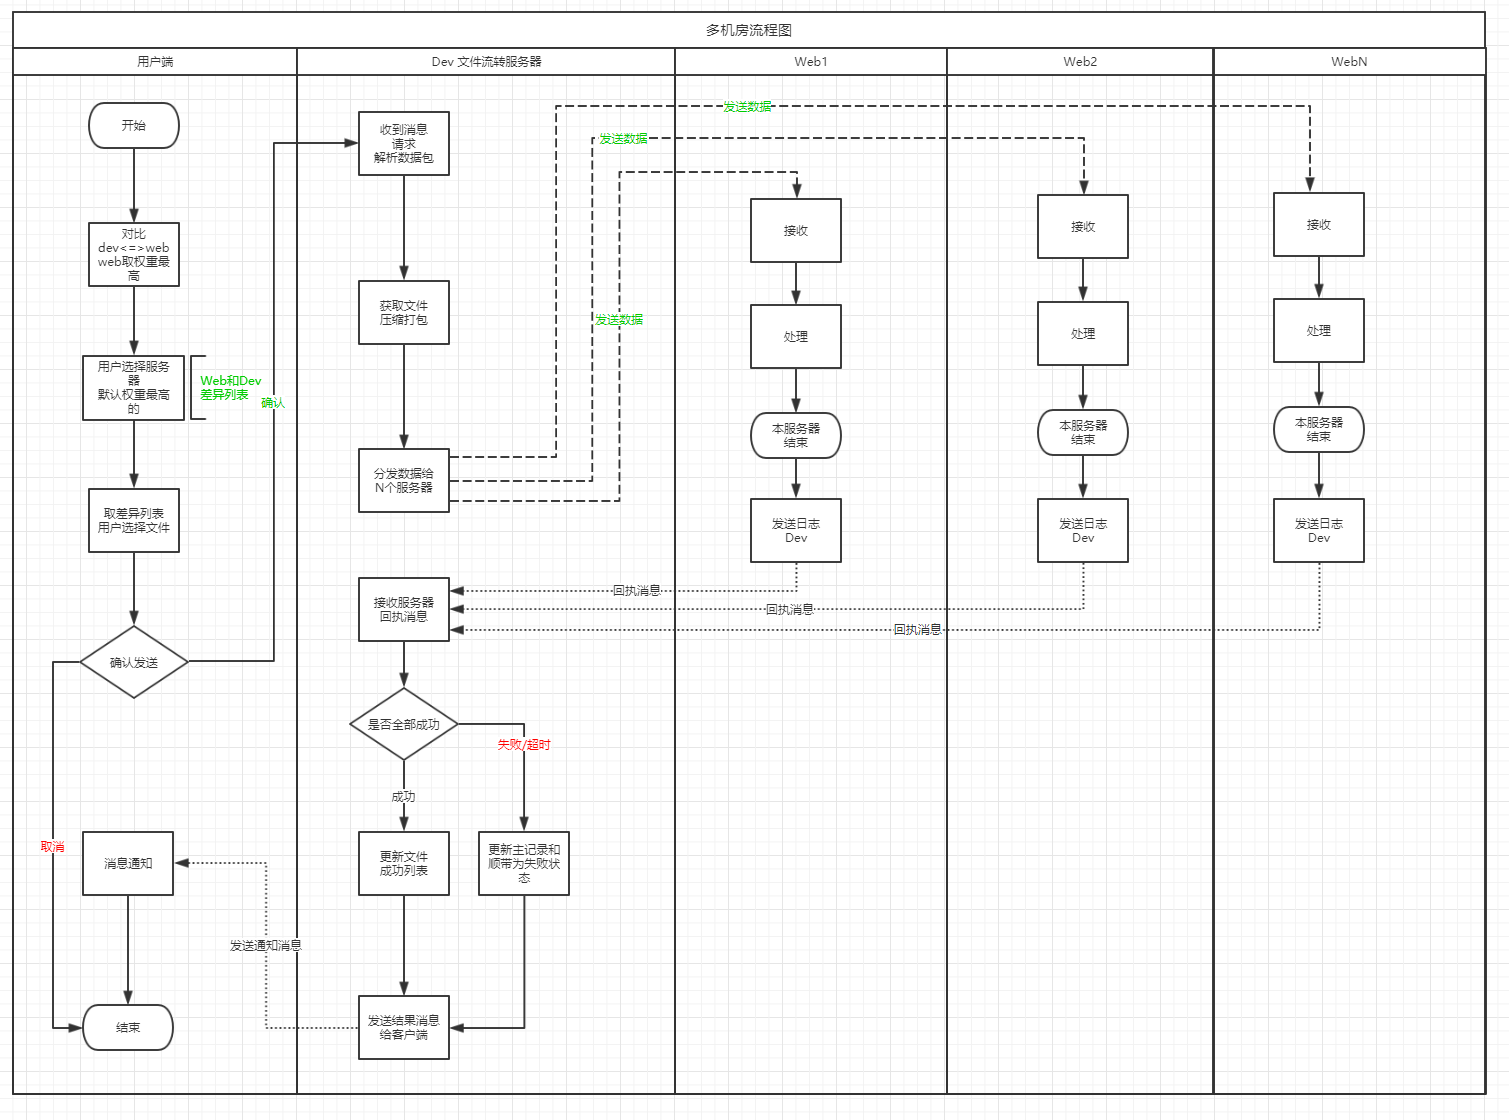 多机房流程图
用户端
Dev 文件流转服务器
Web1
Web2
WebN
开始
对比
dev<=>web
web取权重最
高
用户选择服务
器
默认权重最高
的
Web和Dev
差异列表
确认
取差异列表
用户选择文件
确认发送
取消
消息通知
发送通知消息
结束
收到消息
请求
解析数据包
获取文件
压缩打包
分发数据给
N个服务器
发送数据
发送数据
发送数据
接收服务器
回执消息
是否全部成功
失败/超时
成功
更新文件
成功列表
更新主记录和
顺带为失败状
态
发送结果消息
给客户端
接收
处理
本服务器
结束
发送日志
Dev
回执消息
接收
处理
本服务器
结束
发送日志
Dev
回执消息
接收
处理
本服务器
结束
发送日志
Dev
回执消息